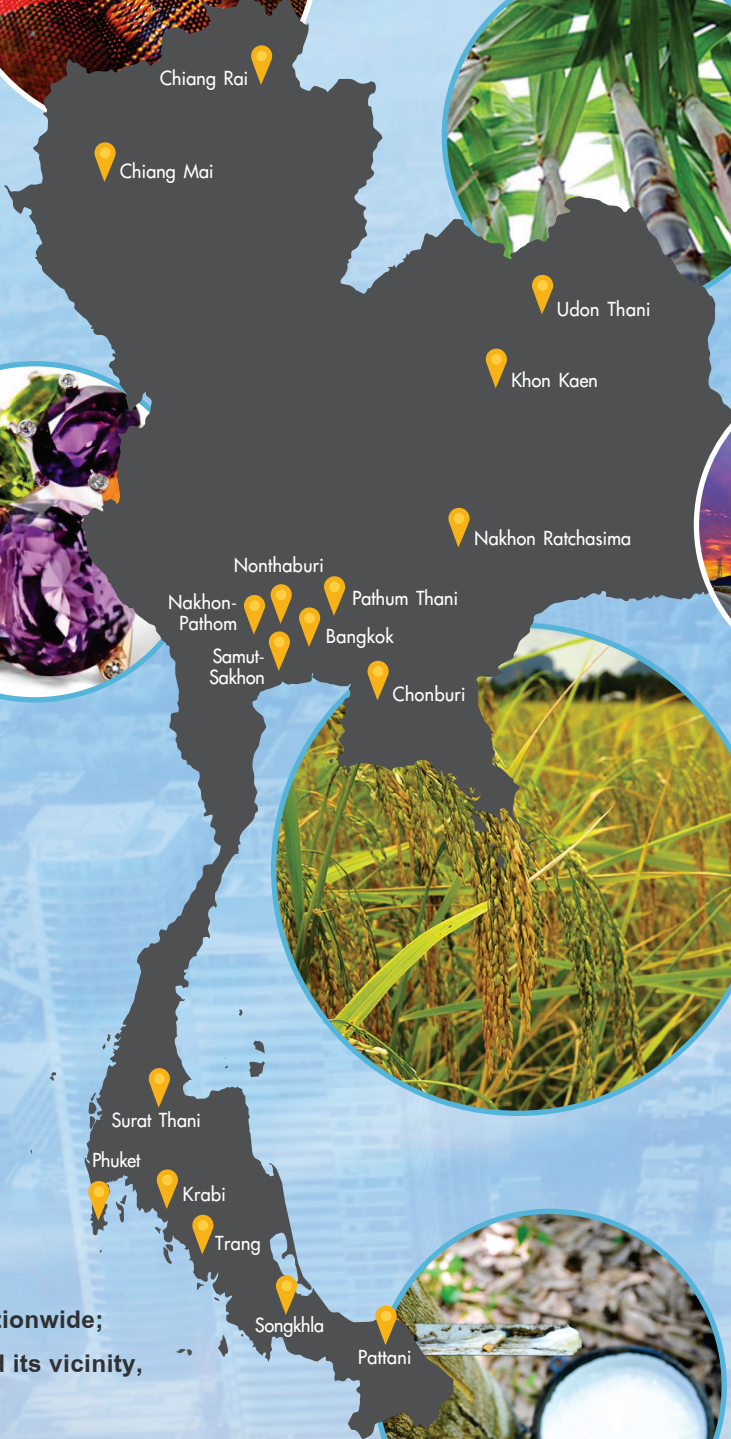 Chiang Rai
Chiang Mai
Udon Thani
Khon Kaen
Nakhon Ratchasima
Nonthaburi
Pathum Thani
Nakhon-
Pathom
Bangkok
Samut-
Sakhon
Chonburi
Surat Thani
Phuket
Krabi
Trang
Songkhla
Pattani
its vicinity,